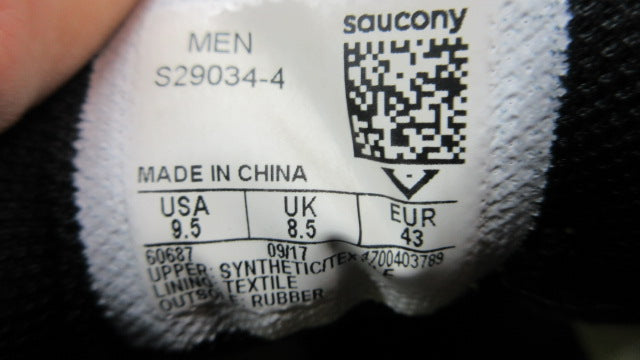 saucony
MEN
S29034-4
MADE IN CHINA
USA UK EUR
9.5 8.5 43
60687 09/17 4700403789
UPPER: SYNTHETIC/TEX
LINING: TEXTILE
OUTSOLE: RUBBER